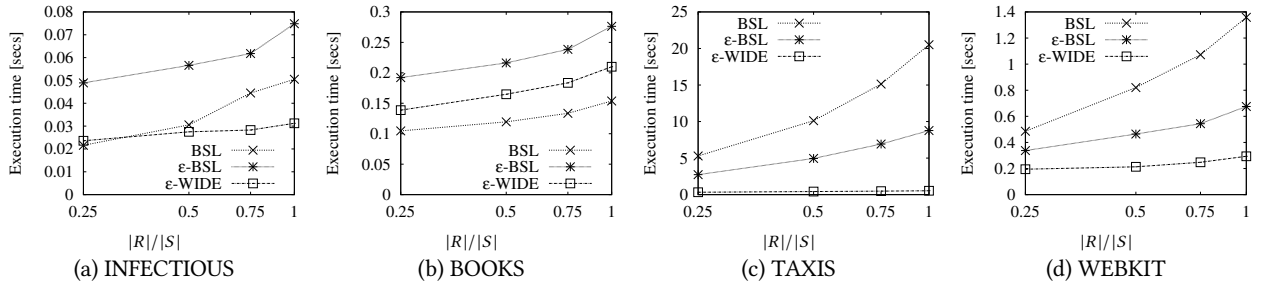 Execution time [secs]
0.08
0.07
0.06
0.05
0.04
0.03
0.02
0.01
0
BSL
ε-BSL
ε-WIDE
0.25
0.5
0.75
1
|R|/|S|
(a) INFECTIOUS
Execution time [secs]
0.3
0.25
0.2
0.15
0.1
0.05
0
BSL
ε-BSL
ε-WIDE
0.25
0.5
0.75
1
|R|/|S|
(b) BOOKS
Execution time [secs]
25
20
15
10
5
0
BSL
ε-BSL
ε-WIDE
0.25
0.5
0.75
1
|R|/|S|
(c) TAXIS
Execution time [secs]
1.4
1.2
1
0.8
0.6
0.4
0.2
0
BSL
ε-BSL
ε-WIDE
0.25
0.5
0.75
1
|R|/|S|
(d) WEBKIT